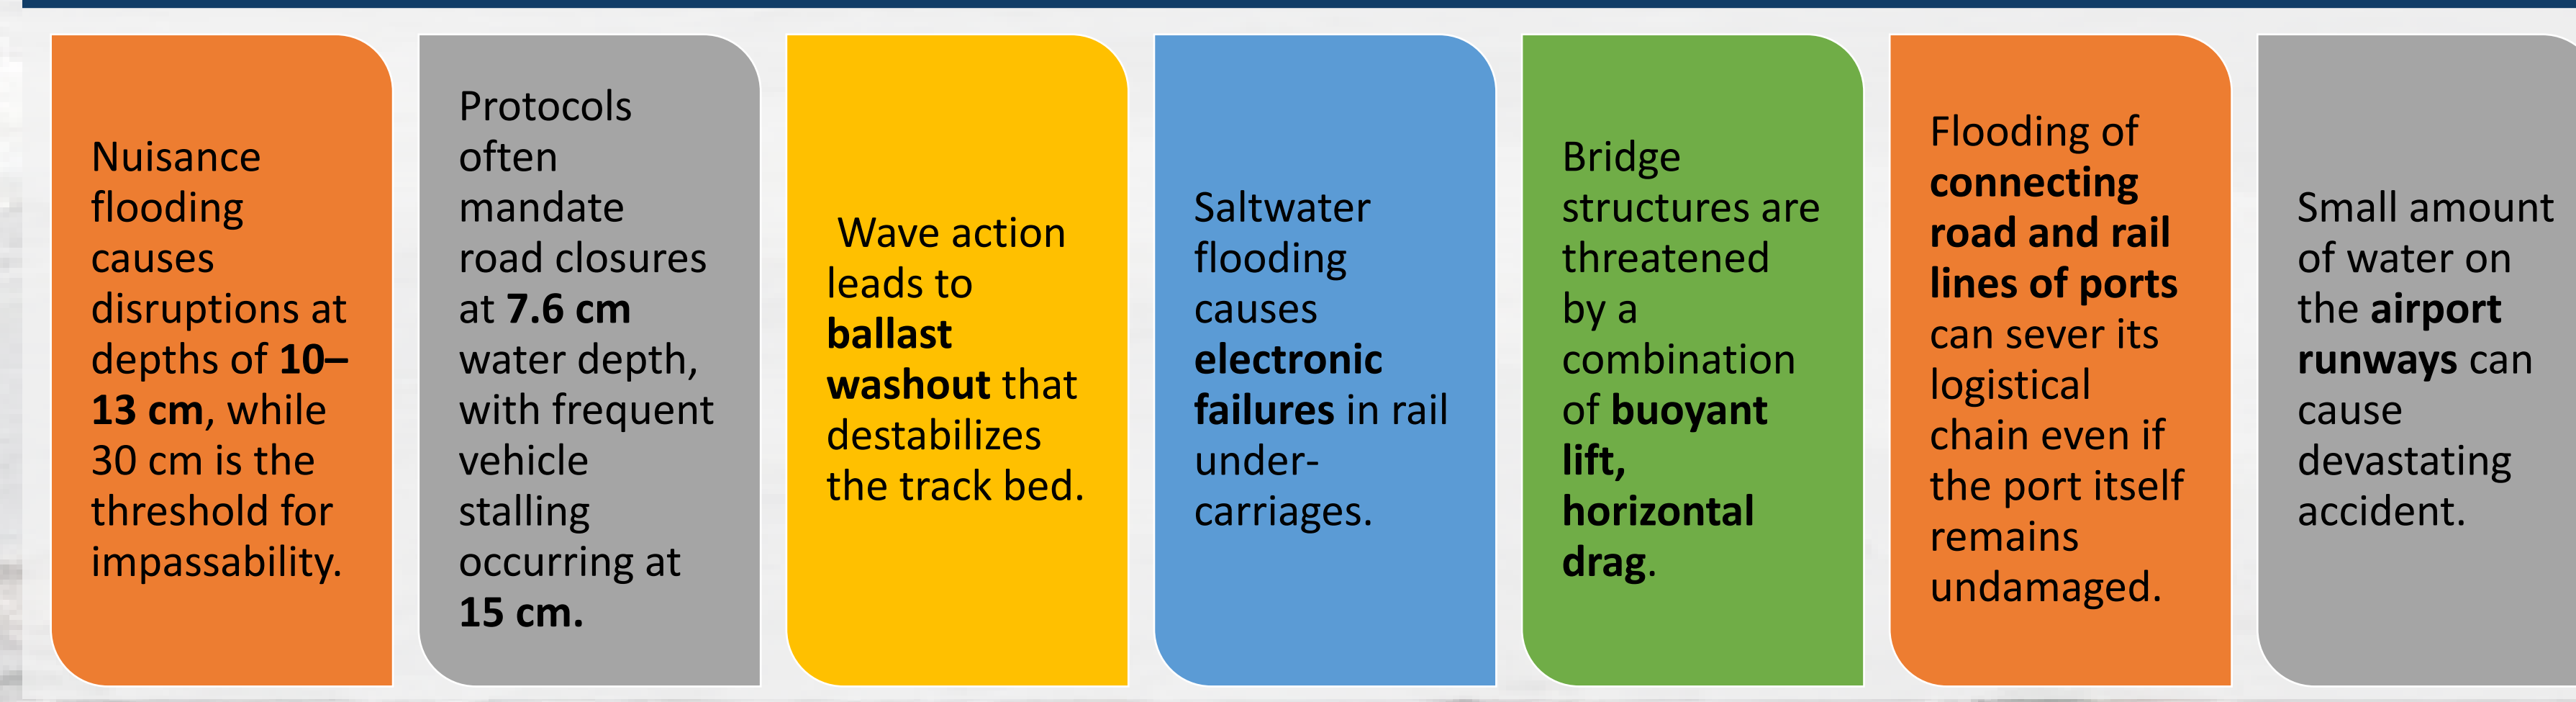 Nuisance
flooding
causes
disruptions at
depths of 10–
13 cm, while
30 cm is the
threshold for
impassability.
Protocols
often
mandate
road closures
at 7.6 cm
water depth,
with frequent
vehicle
stalling
occurring at
15 cm.
Wave action
leads to
ballast
washout that
destabilizes
the track bed.
Saltwater
flooding
causes
electronic
failures in rail
under-
carriages.
Bridge
structures are
threatened
by a
combination
of buoyant
lift,
horizontal
drag.
Flooding of
connecting
road and rail
lines of ports
can sever its
logistical
chain even if
the port itself
remains
undamaged.
Small amount
of water on
the airport
runways can
cause
devastating
accident.